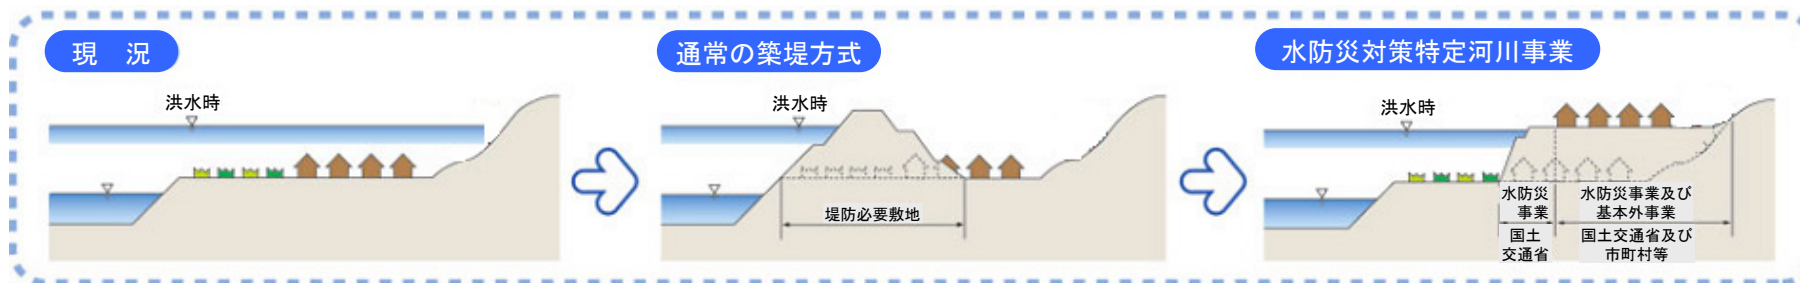 現　況
洪水時
通常の築堤方式
洪水時
堤防必要敷地
水防災対策特定河川事業
洪水時
水防災
事業
国土
交通省
水防災事業及び
基本外事業
国土交通省及び
市町村等